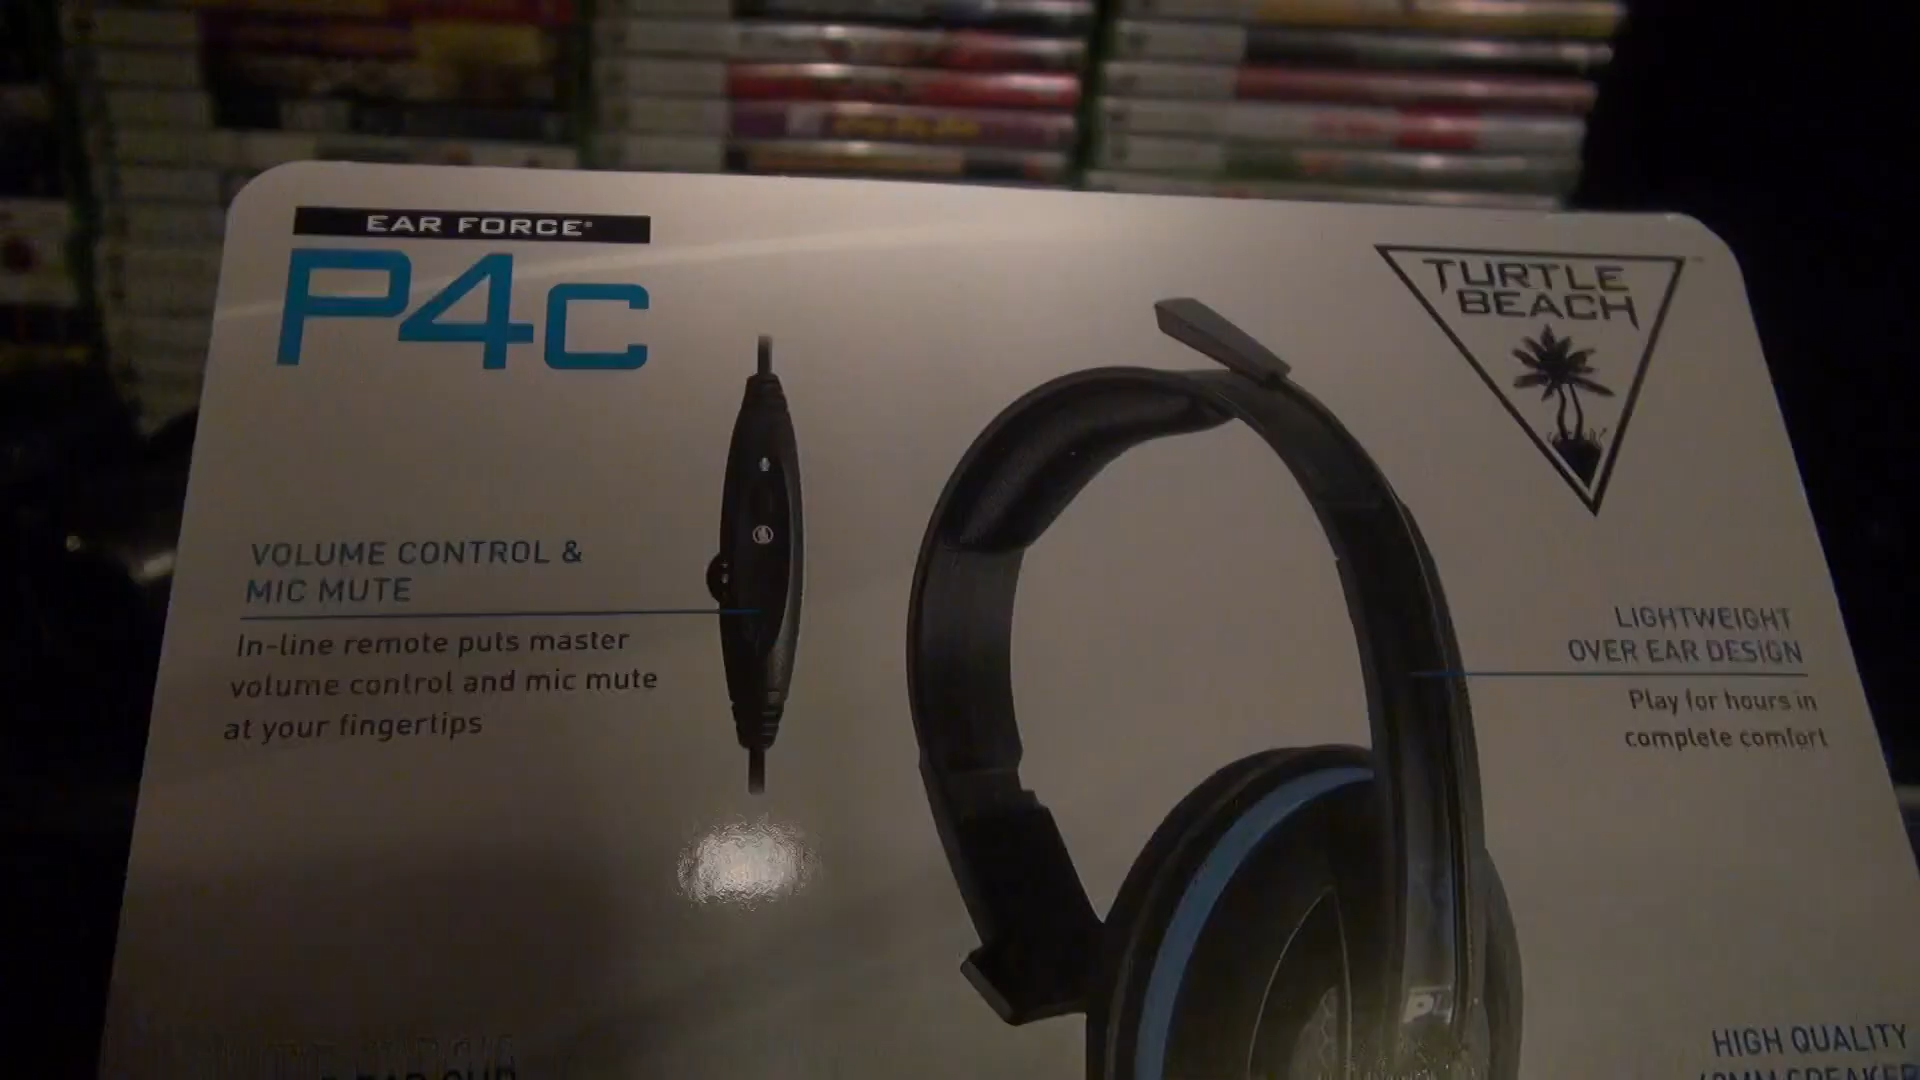 EAR FORCE®
P4C
TURTLE
BEACH
VOLUME CONTROL &
MIC MUTE
In-line remote puts master
volume control and mic mute
at your fingertips
LIGHTWEIGHT
OVER EAR DESIGN
Play for hours in
complete comfort
HIGH QUALITY